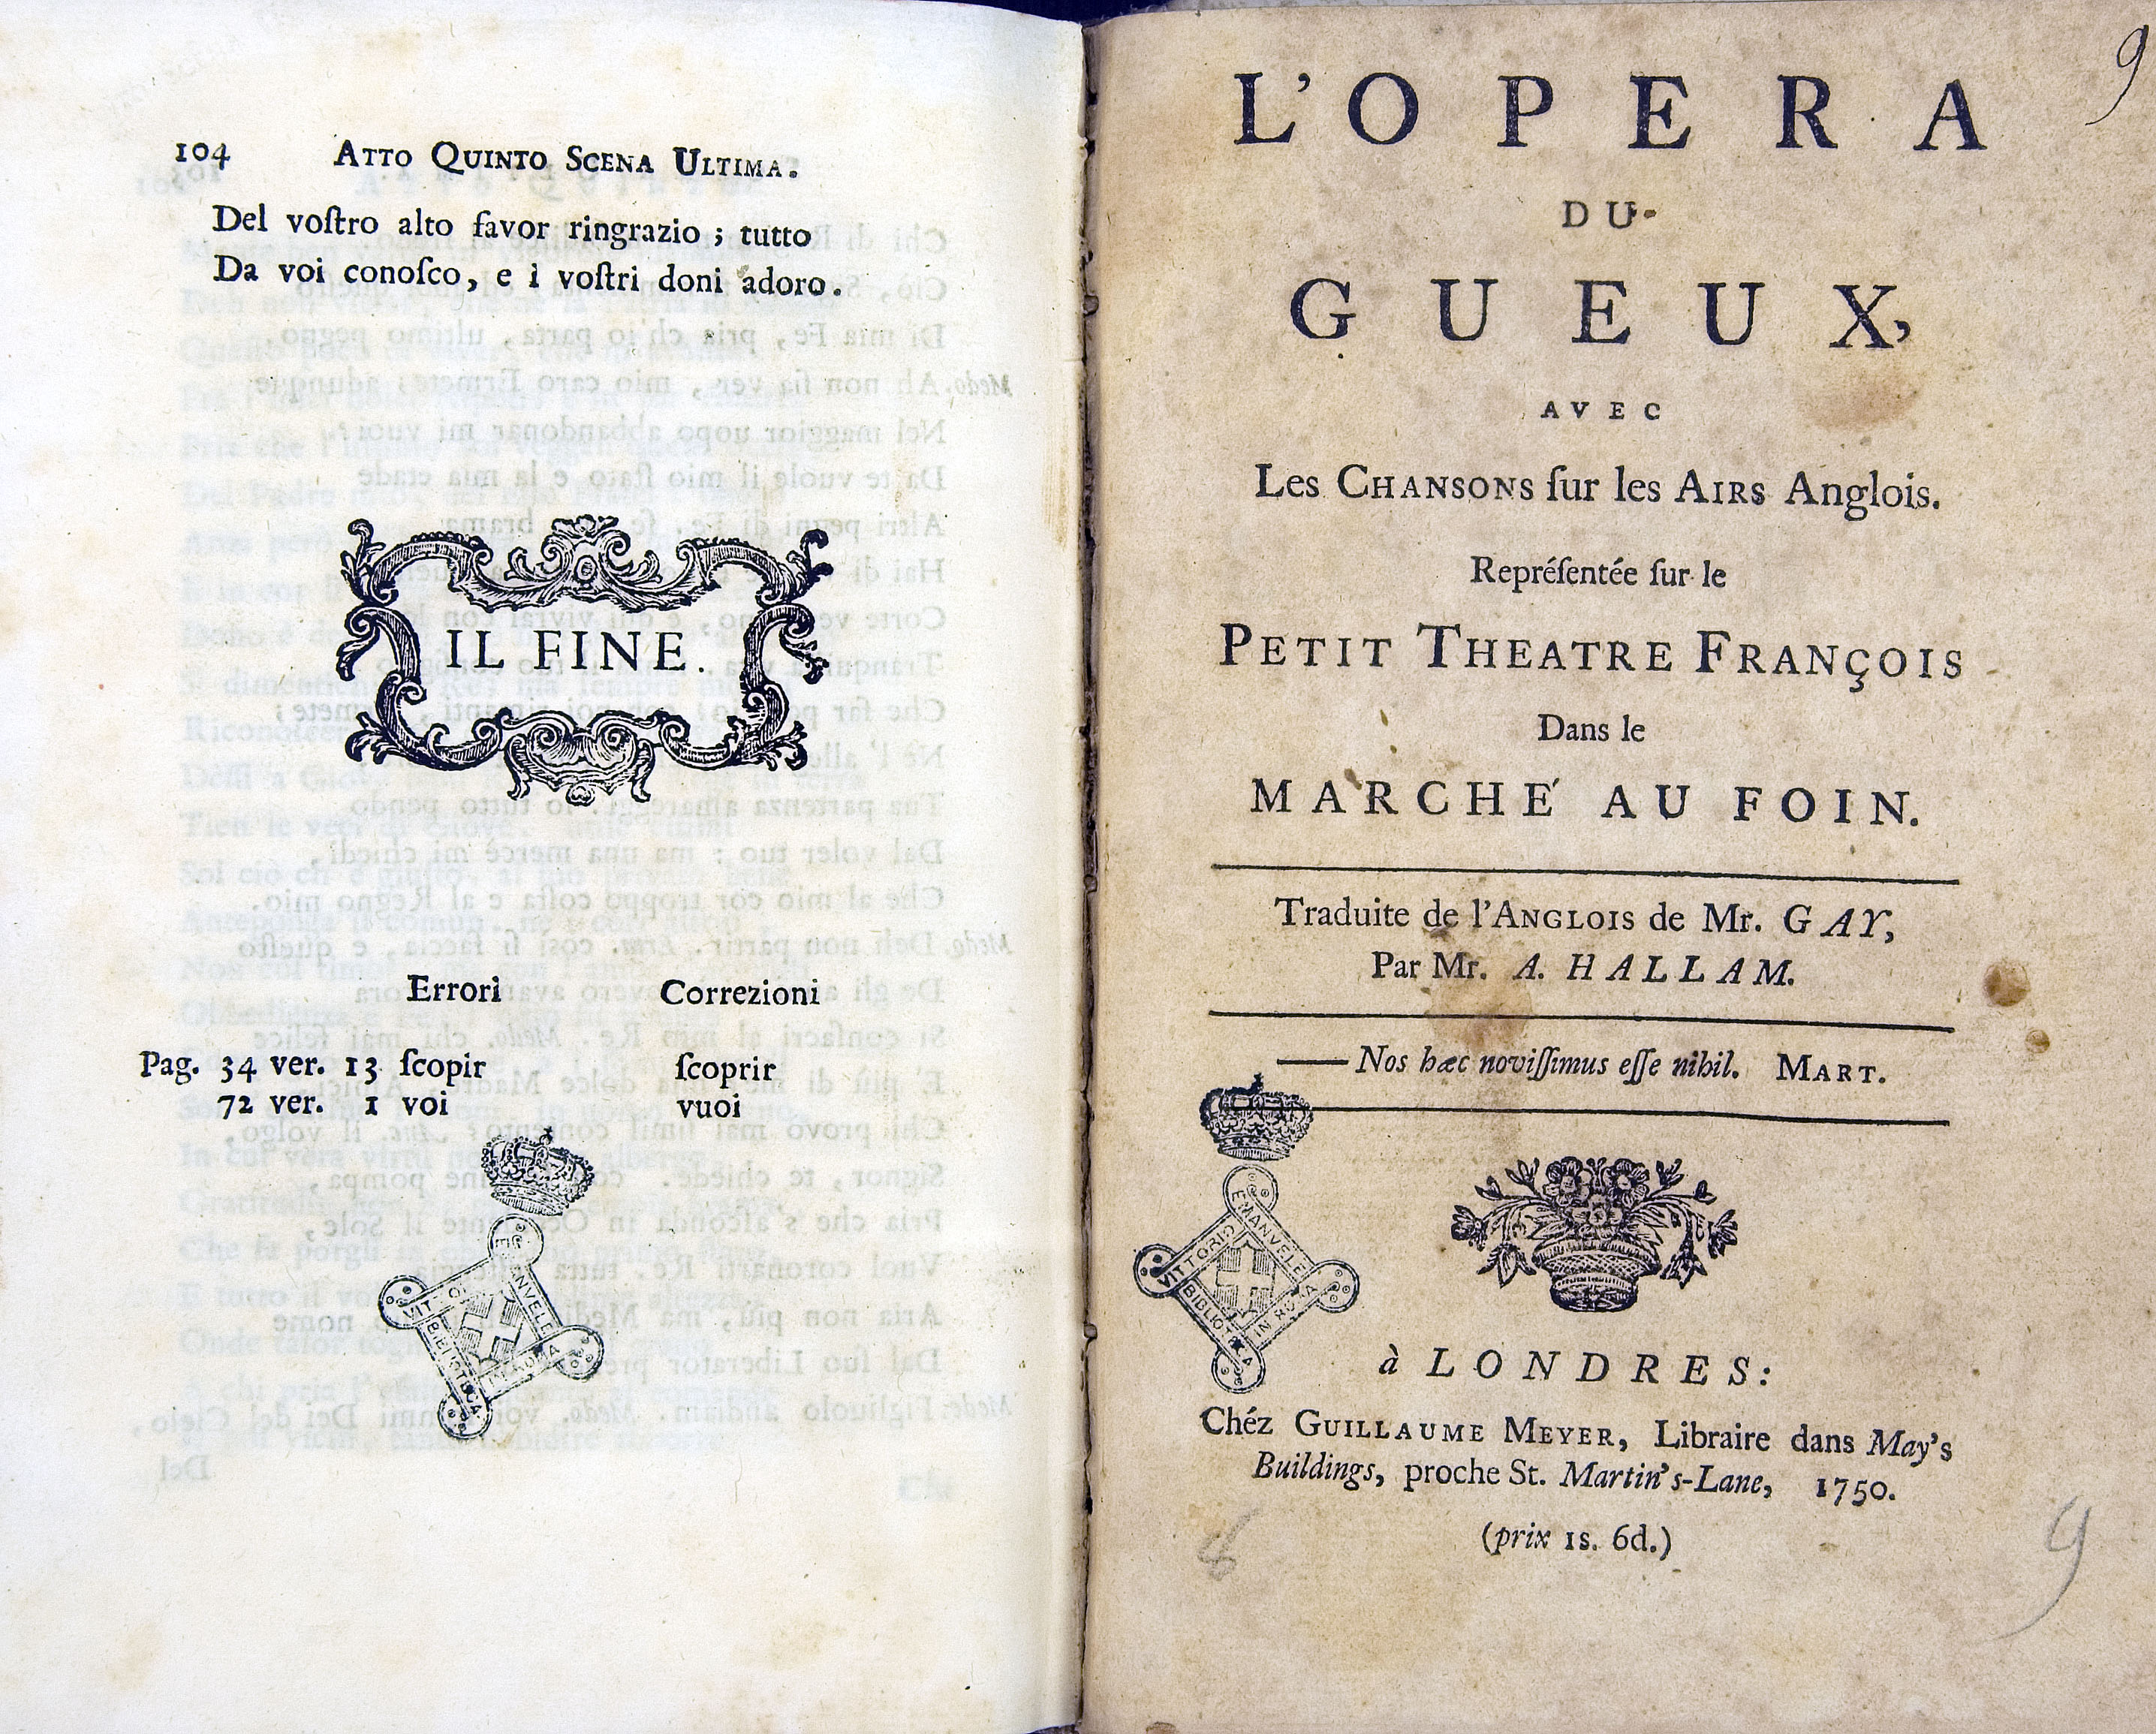 104 ATTO QUINTO SCENA ULTIMA.
Del voſtro alto favor ringrazio ; tutto
Da voi conoſco, e i voſtri doni adoro.
IL FINE.
Errori Correzioni
Pag. 34 ver. 13 ſcopir ſcoprir
72 ver. 1 voi vuoi
VITTORIO EMANVELE
BIBLIOTECA IN ROMA
9
L'OPERA
DU
GUEUX,
AVEC
Les CHANSONS ſur les AIRS Anglois.
Repréſentée ſur le
PETIT THEATRE FRANÇOIS
Dans le
MARCHÉ AU FOIN.
Traduite de l'ANGLOIS de Mr. GAY,
Par Mr. A. HALLAM.
—— Nos hæc noviſſimus eſſe nihil. MART.
VITTORIO EMANVELE
BIBLIOTECA IN ROMA
à LONDRES:
Chéz GUILLAUME MEYER, Libraire dans May's
Buildings, proche St. Martin's-Lane, 1750.
(prix 1s. 6d.)
8
9